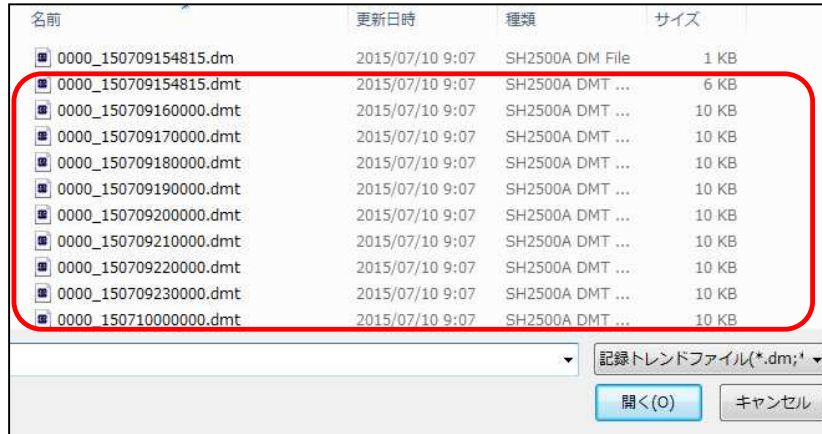 名前 更新日時 種類 サイズ
0000_150709154815.dm 2015/07/10 9:07 SH2500A DM File 1 KB
0000_150709154815.dmt 2015/07/10 9:07 SH2500A DMT ... 6 KB
0000_150709160000.dmt 2015/07/10 9:07 SH2500A DMT ... 10 KB
0000_150709170000.dmt 2015/07/10 9:07 SH2500A DMT ... 10 KB
0000_150709180000.dmt 2015/07/10 9:07 SH2500A DMT ... 10 KB
0000_150709190000.dmt 2015/07/10 9:07 SH2500A DMT ... 10 KB
0000_150709200000.dmt 2015/07/10 9:07 SH2500A DMT ... 10 KB
0000_150709210000.dmt 2015/07/10 9:07 SH2500A DMT ... 10 KB
0000_150709220000.dmt 2015/07/10 9:07 SH2500A DMT ... 10 KB
0000_150709230000.dmt 2015/07/10 9:07 SH2500A DMT ... 10 KB
0000_150710000000.dmt 2015/07/10 9:07 SH2500A DMT ... 10 KB
記録トレンドファイル(*.dm;*
開く(O) キャンセル